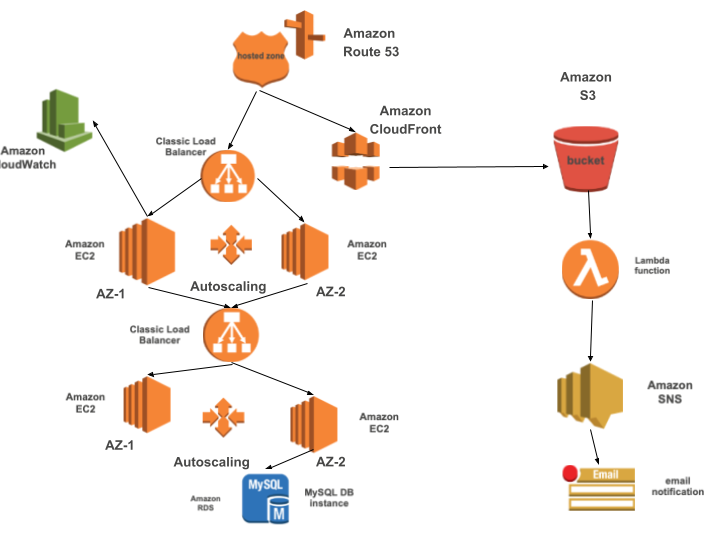 Amazon
Route 53
hosted zone
Amazon
S3
Amazon
CloudFront
Amazon
loudWatch
Classic Load
Balancer
bucket
Amazon
EC2
Amazon
EC2
Lambda
function
Autoscaling
AZ-1
AZ-2
Classic Load
Balancer
Amazon
EC2
Amazon
EC2
Amazon
SNS
AZ-1
Autoscaling
AZ-2
MySQL
M
Amazon
RDS
MySQL DB
instance
Email
email
notification